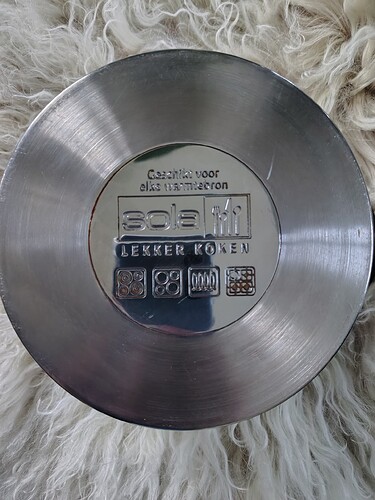 Geschikt voor
elke warmtebron
sola
LEKKER KOKEN